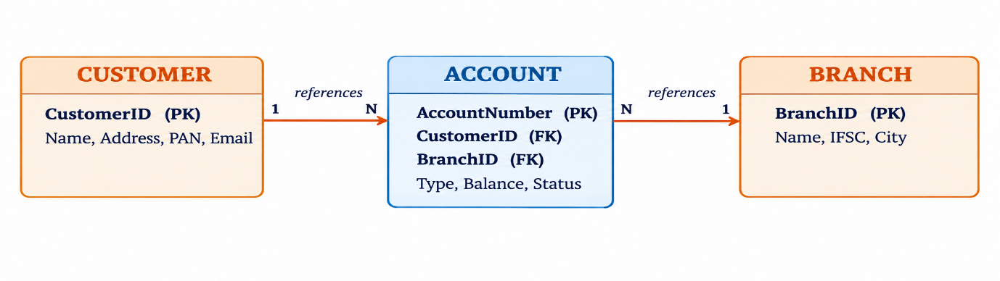 CUSTOMER
CustomerID (PK)
Name, Address, PAN, Email
references
1 N
ACCOUNT
AccountNumber (PK)
CustomerID (FK)
BranchID (FK)
Type, Balance, Status
references
N 1
BRANCH
BranchID (PK)
Name, IFSC, City